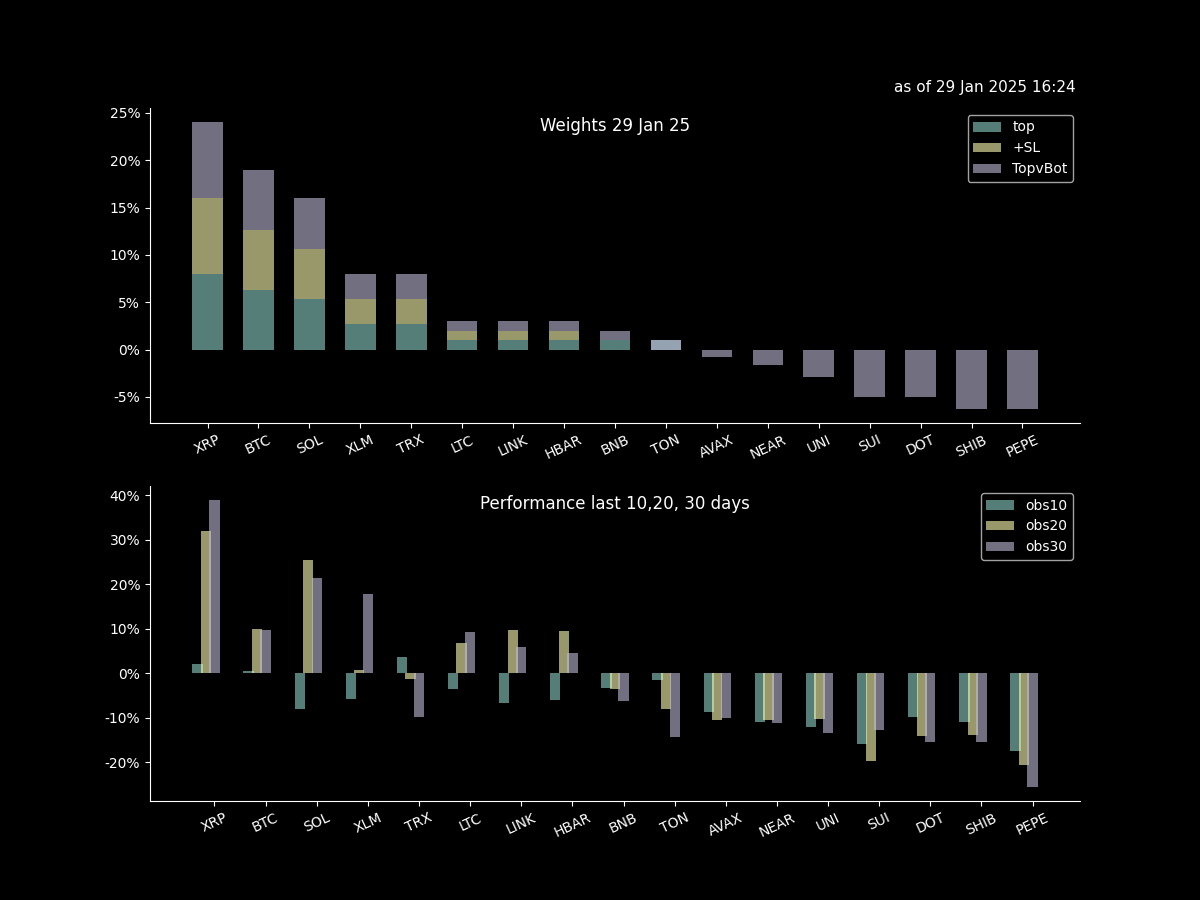 as of 29 Jan 2025 16:24
Weights 29 Jan 25
top
+SL
TopvBot
25%
20%
15%
10%
5%
0%
-5%
XRP BTC SOL XLM TRX LTC LINK HBAR BNB TON AVAX NEAR UNI SUI DOT SHIB PEPE
Performance last 10,20, 30 days
obs10
obs20
obs30
40%
30%
20%
10%
0%
-10%
-20%
XRP BTC SOL XLM TRX LTC LINK HBAR BNB TON AVAX NEAR UNI SUI DOT SHIB PEPE